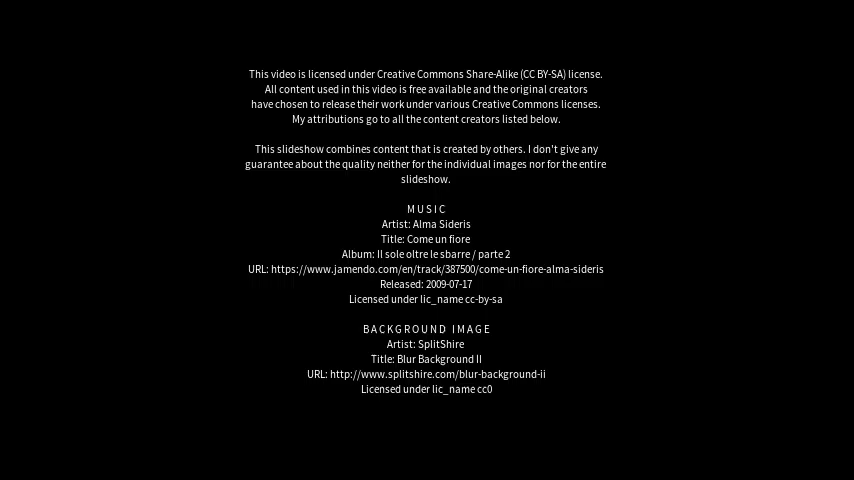 This video is licensed under Creative Commons Share-Alike (CC BY-SA) license.
All content used in this video is free available and the original creators
have chosen to release their work under various Creative Commons licenses.
My attributions go to all the content creators listed below.
This slideshow combines content that is created by others. I don't give any
guarantee about the quality neither for the individual images nor for the entire
slideshow.
MUSIC
Artist: Alma Sideris
Title: Come un fiore
Album: Il sole oltre le sbarre / parte 2
URL: https://www.jamendo.com/en/track/387500/come-un-fiore-alma-sideris
Released: 2009-07-17
Licensed under lic_name cc-by-sa
BACKGROUND IMAGE
Artist: SplitShire
Title: Blur Background II
URL: http://www.splitshire.com/blur-background-ii
Licensed under lic_name cc0